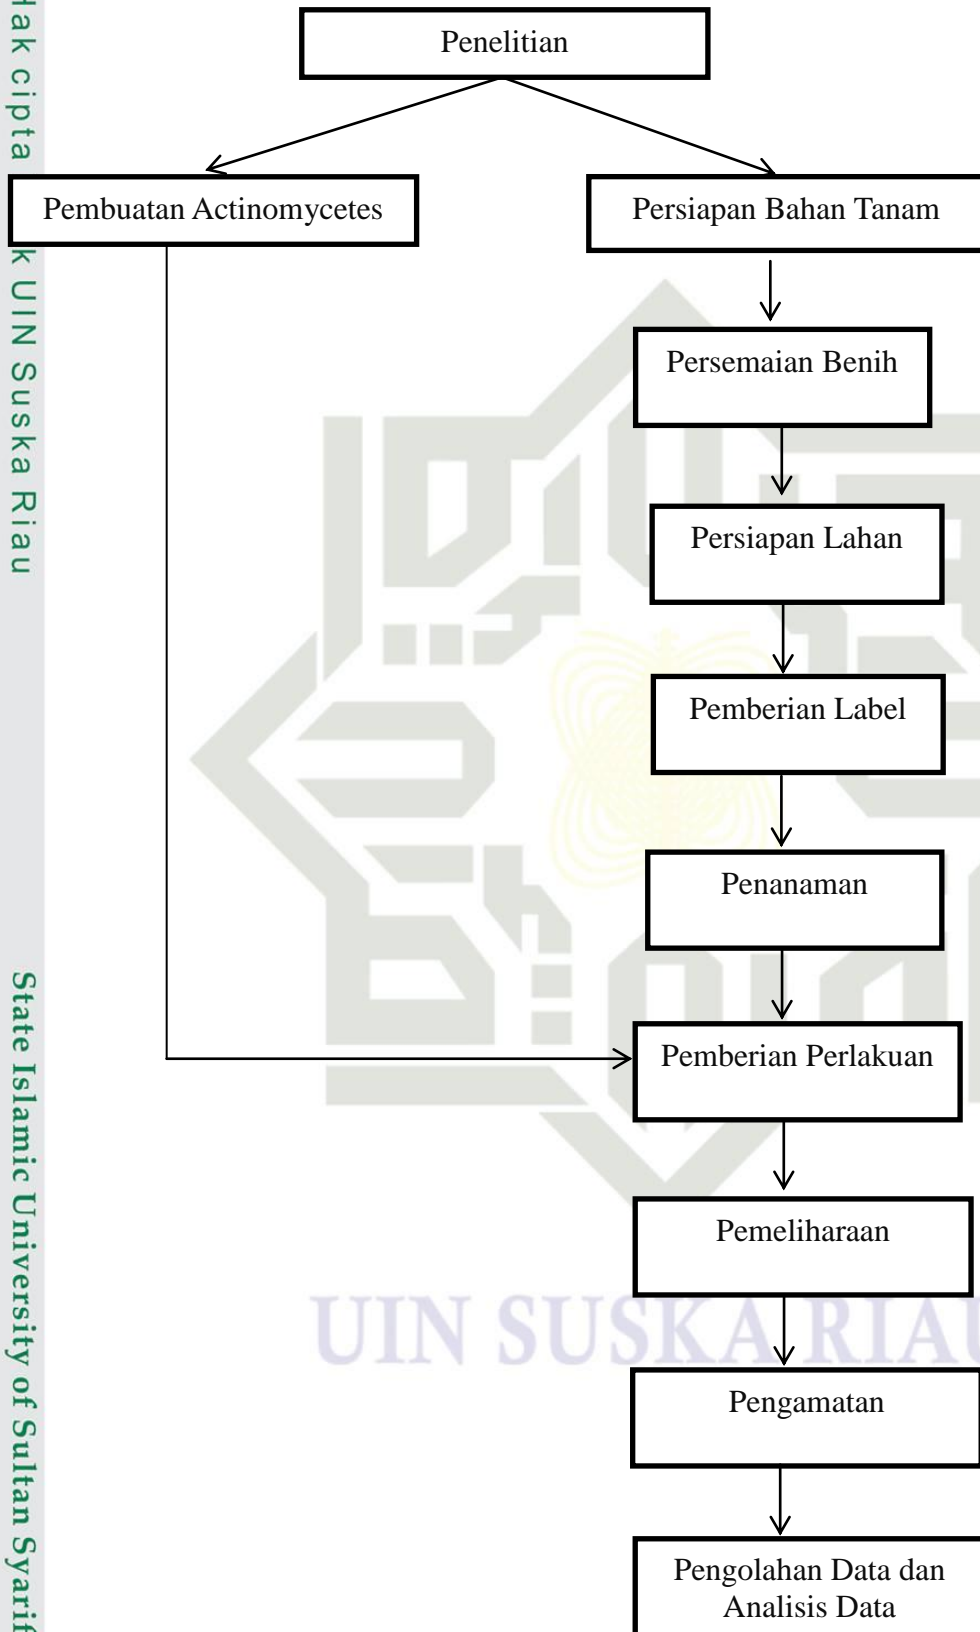 Hak cipta
k UIN Suska Riau
State Islamic University of Sultan Syarif
Penelitian
Pembuatan Actinomycetes
Persiapan Bahan Tanam
Persemaian Benih
Persiapan Lahan
Pemberian Label
Penanaman
Pemberian Perlakuan
Pemeliharaan
UIN SUSKA RIAU
Pengamatan
Pengolahan Data dan
Analisis Data